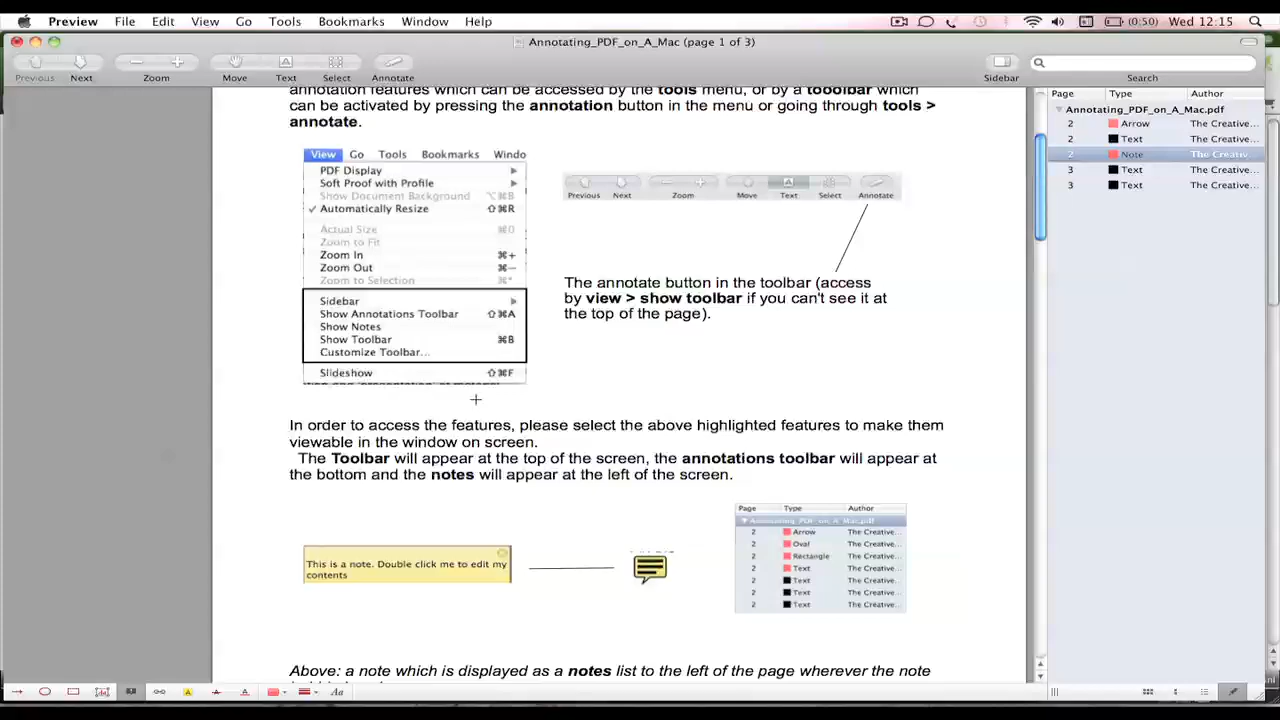 Preview File Edit View Go Tools Bookmarks Window Help (0:50) Wed 12:15
Annotating_PDF_on_A_Mac (page 1 of 3)
Previous Next Zoom Move Text Select Annotate Sidebar Search
annotation features which can be accessed by the tools menu, or by a tooolbar which
can be activated by pressing the annotation button in the menu or going through tools >
annotate.
View Go Tools Bookmarks Windo
PDF Display
Soft Proof with Profile
Show Document Background ⌥⌘B
✓ Automatically Resize ⇧⌘R
Actual Size ⌘0
Zoom to Fit
Zoom In ⌘+
Zoom Out ⌘−
Zoom to Selection ⌘*
Sidebar
Show Annotations Toolbar ⇧⌘A
Show Notes
Show Toolbar ⌘B
Customize Toolbar...
Slideshow ⇧⌘F
Previous Next Zoom Move Text Select Annotate
The annotate button in the toolbar (access
by view > show toolbar if you can't see it at
the top of the page).
In order to access the features, please select the above highlighted features to make them
viewable in the window on screen.
The Toolbar will appear at the top of the screen, the annotations toolbar will appear at
the bottom and the notes will appear at the left of the screen.
This is a note. Double click me to edit my
contents
Page Type Author
Annotating_PDF_on_A_Mac.pdf
2 Arrow The Creative...
2 Oval The Creative...
2 Rectangle The Creative...
2 Text The Creative...
2 Text The Creative...
2 Text The Creative...
2 Text The Creative...
Above: a note which is displayed as a notes list to the left of the page wherever the note
Page Type Author
Annotating_PDF_on_A_Mac.pdf
2 Arrow The Creative...
2 Text The Creative...
2 Note The Creativ...
3 Text The Creative...
3 Text The Creative...
Aa